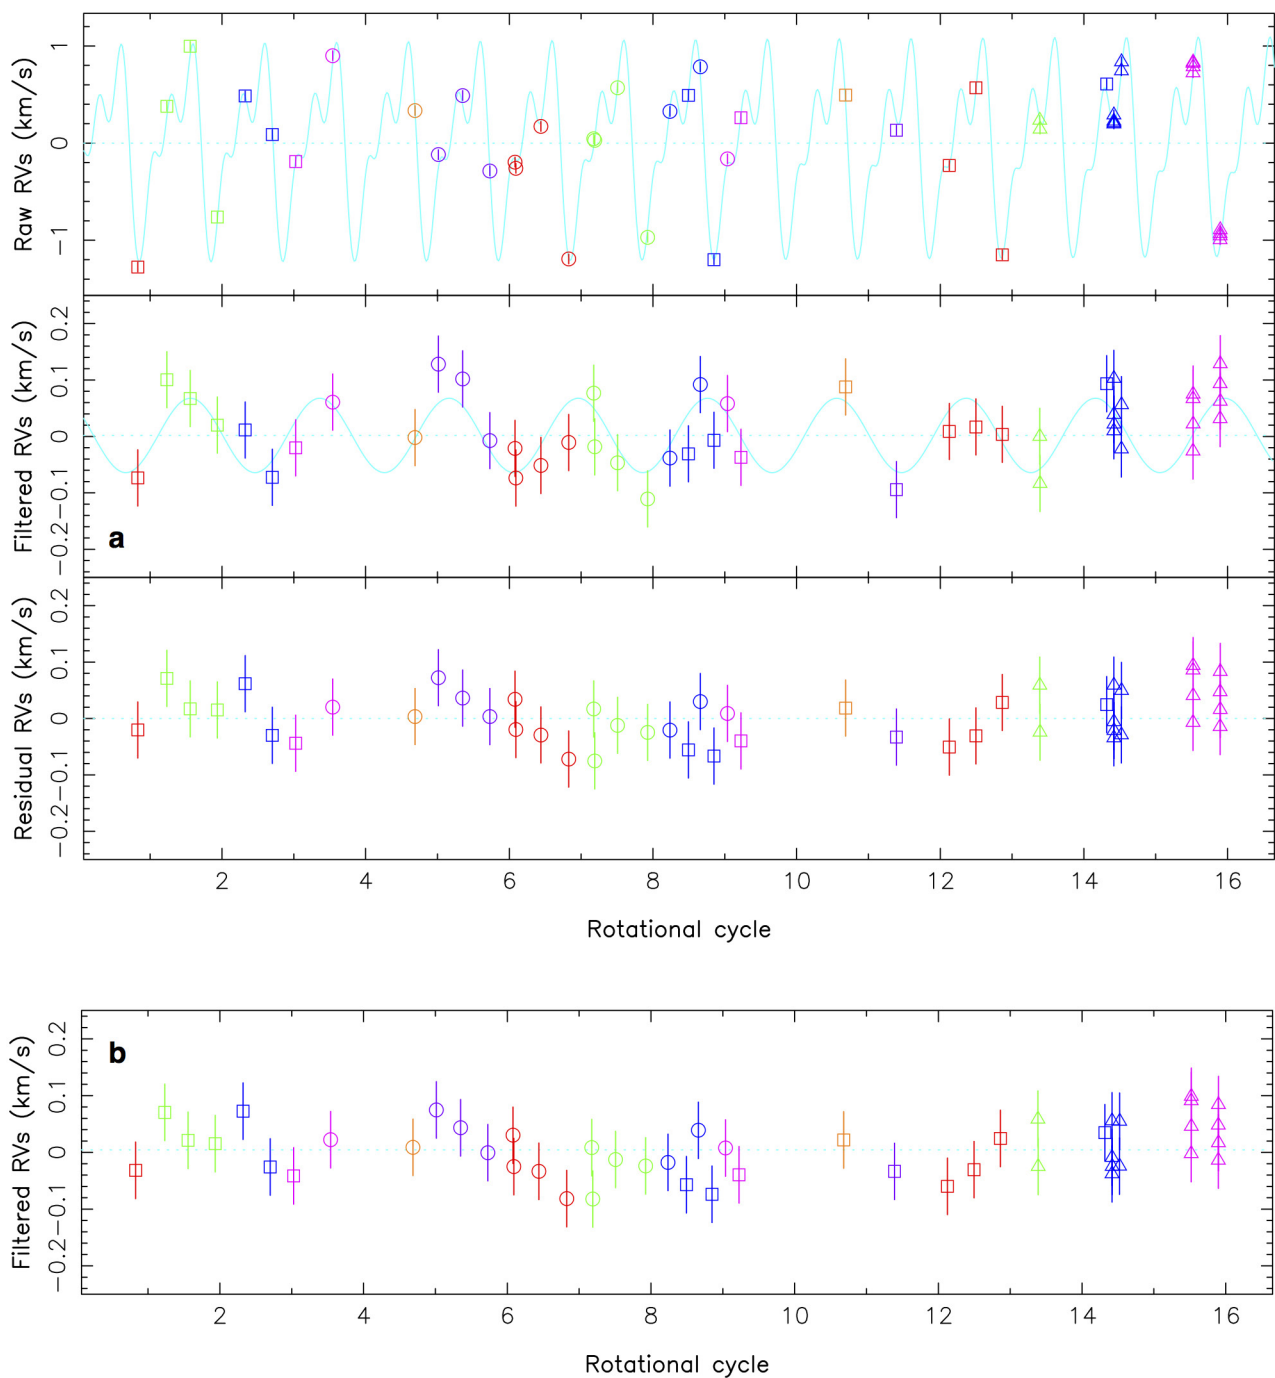 Raw RVs (km/s)
1
0
−1
Filtered RVs (km/s)
0.2
0.1
0
−0.1
−0.2
a
Residual RVs (km/s)
0.2
0.1
0
−0.1
−0.2
2 4 6 8 10 12 14 16
Rotational cycle
Filtered RVs (km/s)
0.2
0.1
0
−0.1
−0.2
b
2 4 6 8 10 12 14 16
Rotational cycle